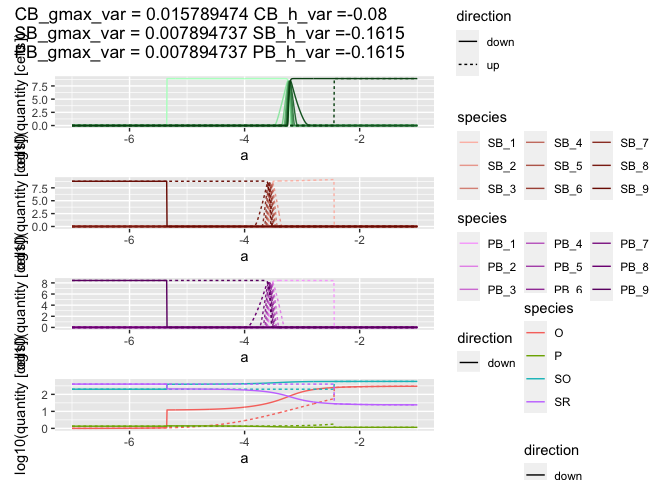 CB_gmax_var = 0.015789474 CB_h_var =-0.08
SB_gmax_var = 0.007894737 SB_h_var =-0.1615
PB_gmax_var = 0.007894737 PB_h_var =-0.1615
7.5
5.0
2.5
0.0
-6 -4 -2
a
7.5
5.0
2.5
0.0
-6 -4 -2
a
8
6
4
2
0
-6 -4 -2
a
log10(quantity [cells])
2
1
0
-6 -4 -2
a
direction
down
up
species
SB_1 SB_4 SB_7
SB_2 SB_5 SB_8
SB_3 SB_6 SB_9
species
PB_1 PB_4 PB_7
PB_2 PB_5 PB_8
PB_3 PB_6 PB_9
species
O
P
SO
SR
direction
down
direction
down